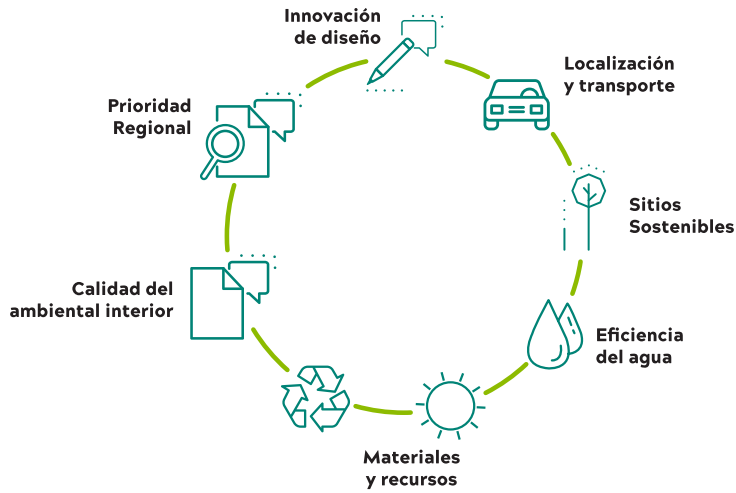 Innovación
de diseño
Localización
y transporte
Prioridad
Regional
Sitios
Sostenibles
Calidad del
ambiental interior
Eficiencia
del agua
Materiales
y recursos